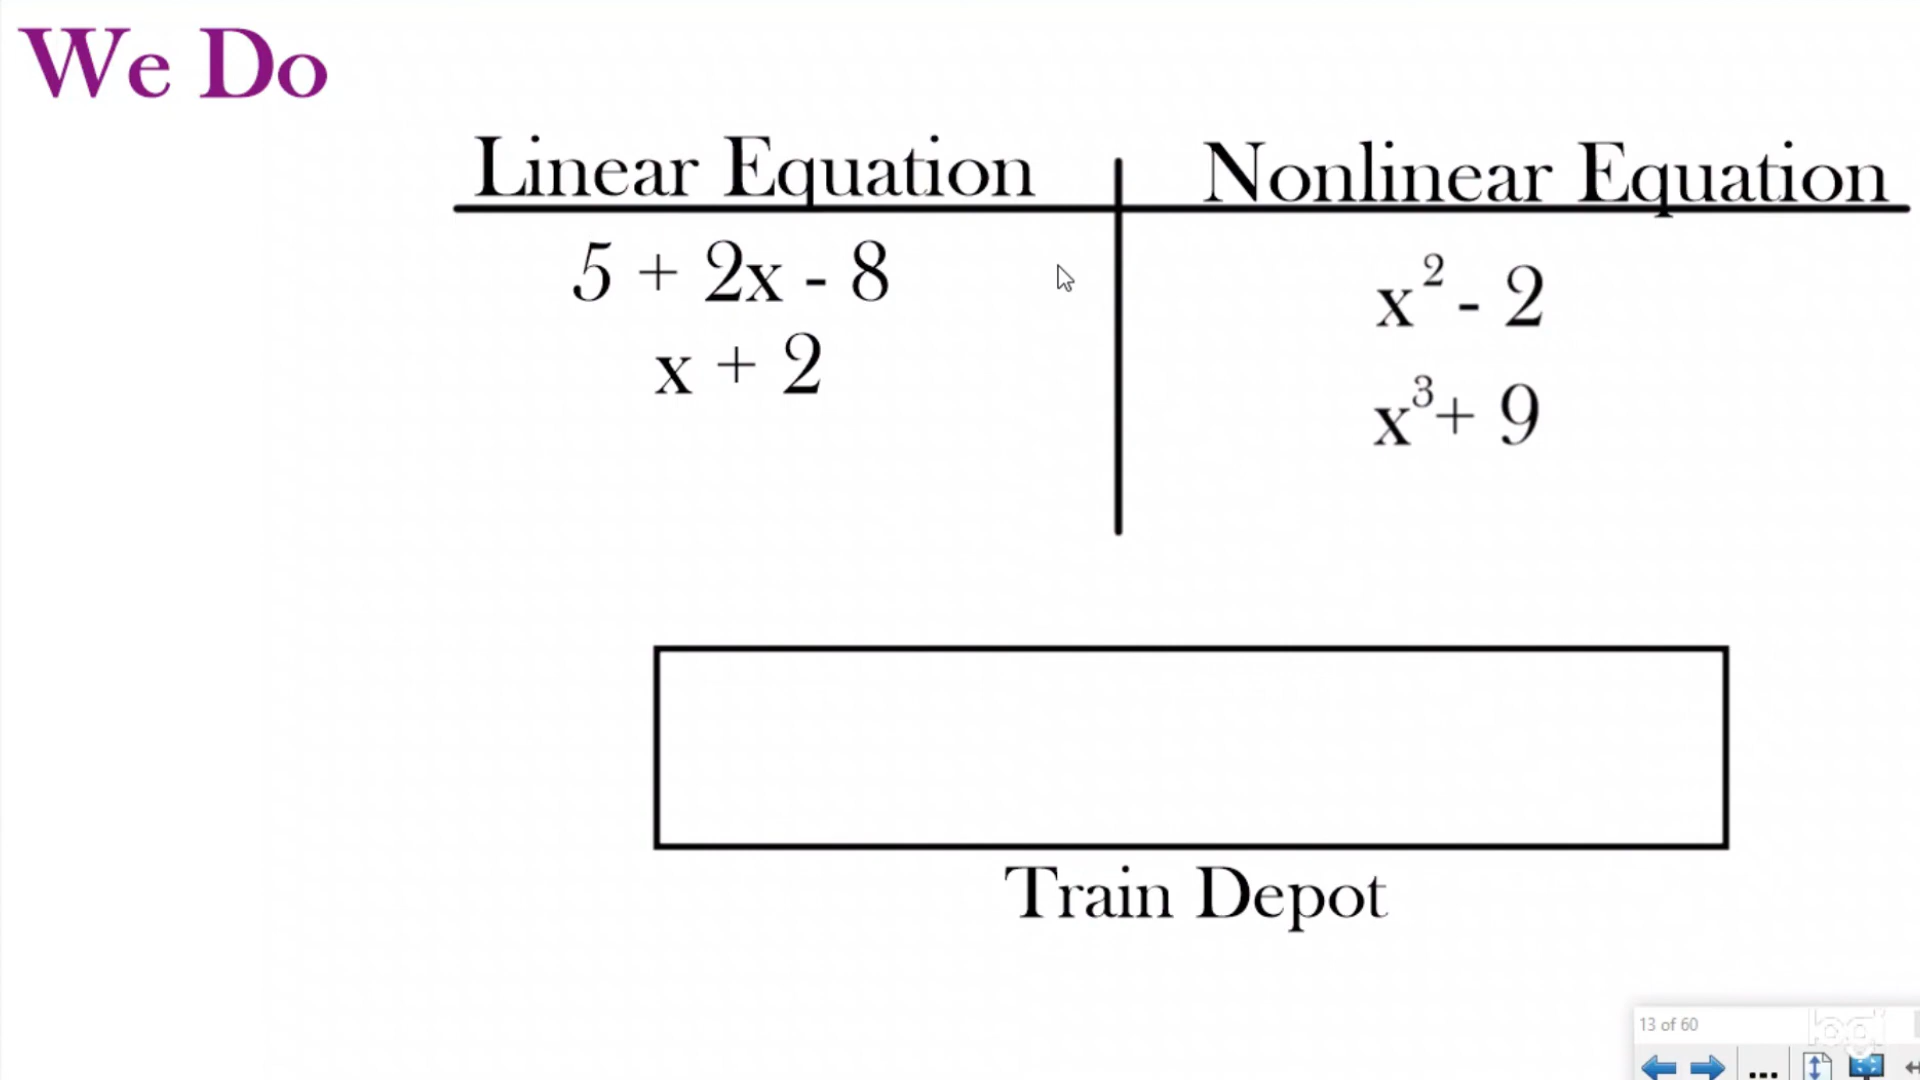 We Do
Linear Equation
Nonlinear Equation
5 + 2x - 8
x² - 2
x + 2
x³+ 9
Train Depot
13 of 60
logi